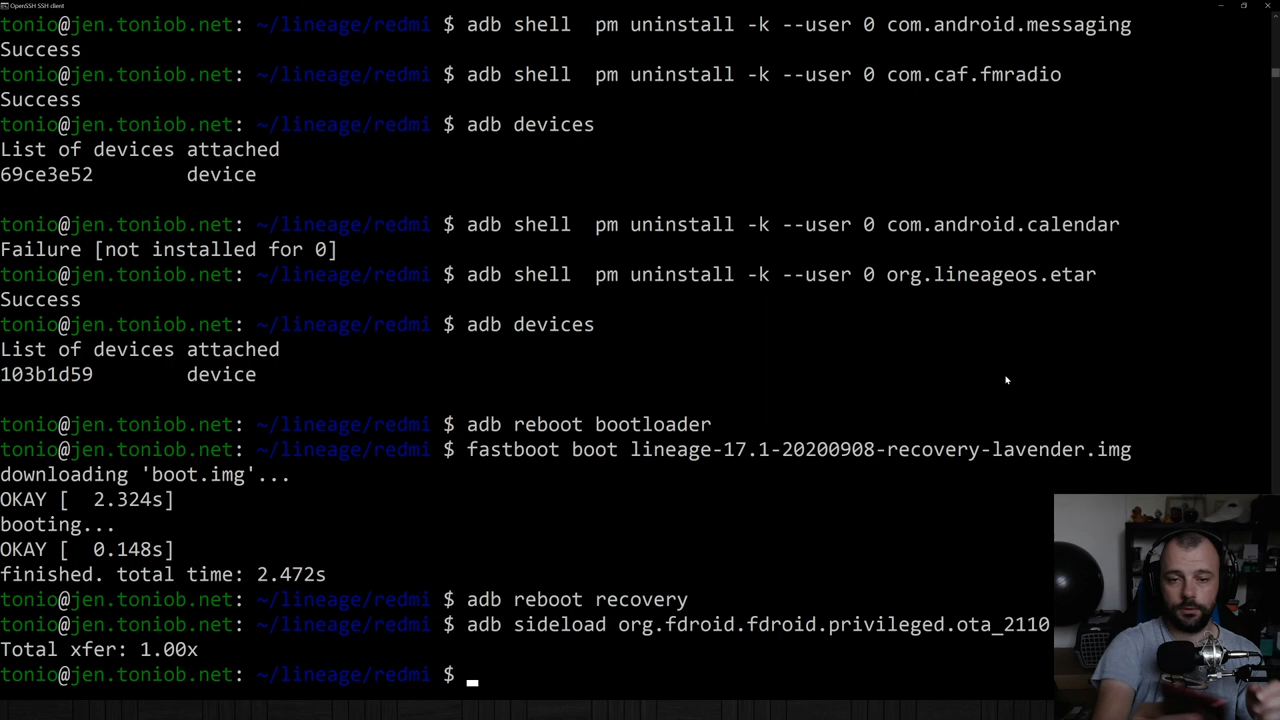 OpenSSH SSH client
tonio@jen.toniob.net: ~/lineage/redmi $ adb shell  pm uninstall -k --user 0 com.android.messaging
Success
tonio@jen.toniob.net: ~/lineage/redmi $ adb shell  pm uninstall -k --user 0 com.caf.fmradio
Success
tonio@jen.toniob.net: ~/lineage/redmi $ adb devices
List of devices attached
69ce3e52        device
tonio@jen.toniob.net: ~/lineage/redmi $ adb shell  pm uninstall -k --user 0 com.android.calendar
Failure [not installed for 0]
tonio@jen.toniob.net: ~/lineage/redmi $ adb shell  pm uninstall -k --user 0 org.lineageos.etar
Success
tonio@jen.toniob.net: ~/lineage/redmi $ adb devices
List of devices attached
103b1d59        device
tonio@jen.toniob.net: ~/lineage/redmi $ adb reboot bootloader
tonio@jen.toniob.net: ~/lineage/redmi $ fastboot boot lineage-17.1-20200908-recovery-lavender.img
downloading 'boot.img'...
OKAY [  2.324s]
booting...
OKAY [  0.148s]
finished. total time: 2.472s
tonio@jen.toniob.net: ~/lineage/redmi $ adb reboot recovery
tonio@jen.toniob.net: ~/lineage/redmi $ adb sideload org.fdroid.fdroid.privileged.ota_2110
Total xfer: 1.00x
tonio@jen.toniob.net: ~/lineage/redmi $